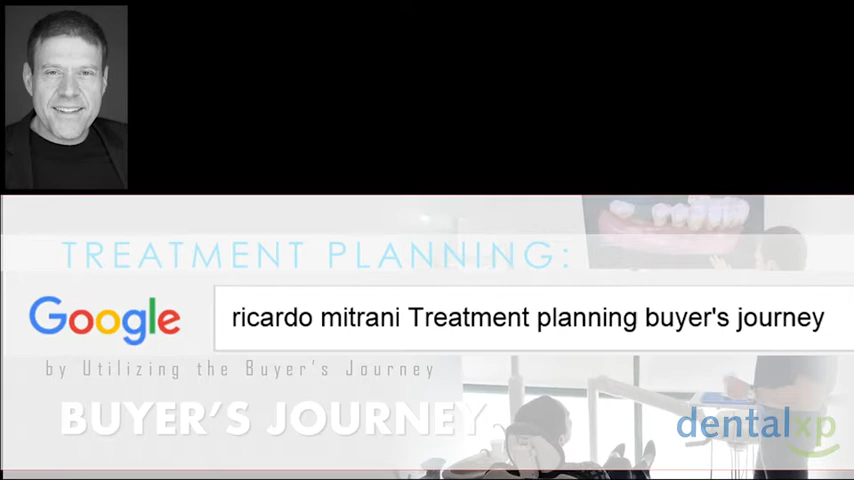 TREATMENT PLANNING:
Google
ricardo mitrani Treatment planning buyer's journey
by Utilizing the Buyer's Journey
BUYER'S JOURNEY
dentalxp